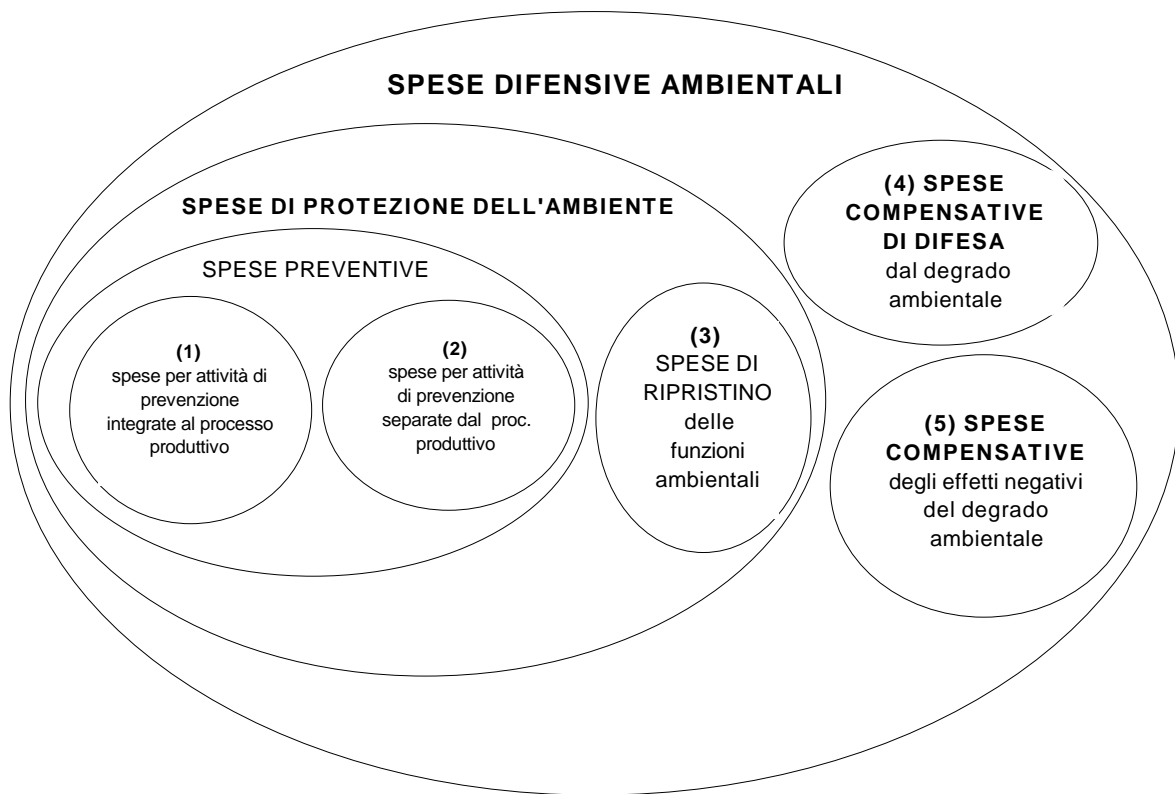 SPESE DIFENSIVE AMBIENTALI
SPESE DI PROTEZIONE DELL'AMBIENTE
SPESE PREVENTIVE
(1)
spese per attività di
prevenzione
integrate al processo
produttivo
(2)
spese per attività
di prevenzione
separate dal proc.
produttivo
(3)
SPESE DI
RIPRISTINO
delle
funzioni
ambientali
(4) SPESE
COMPENSATIVE
DI DIFESA
dal degrado
ambientale
(5) SPESE
COMPENSATIVE
degli effetti negativi
del degrado
ambientale